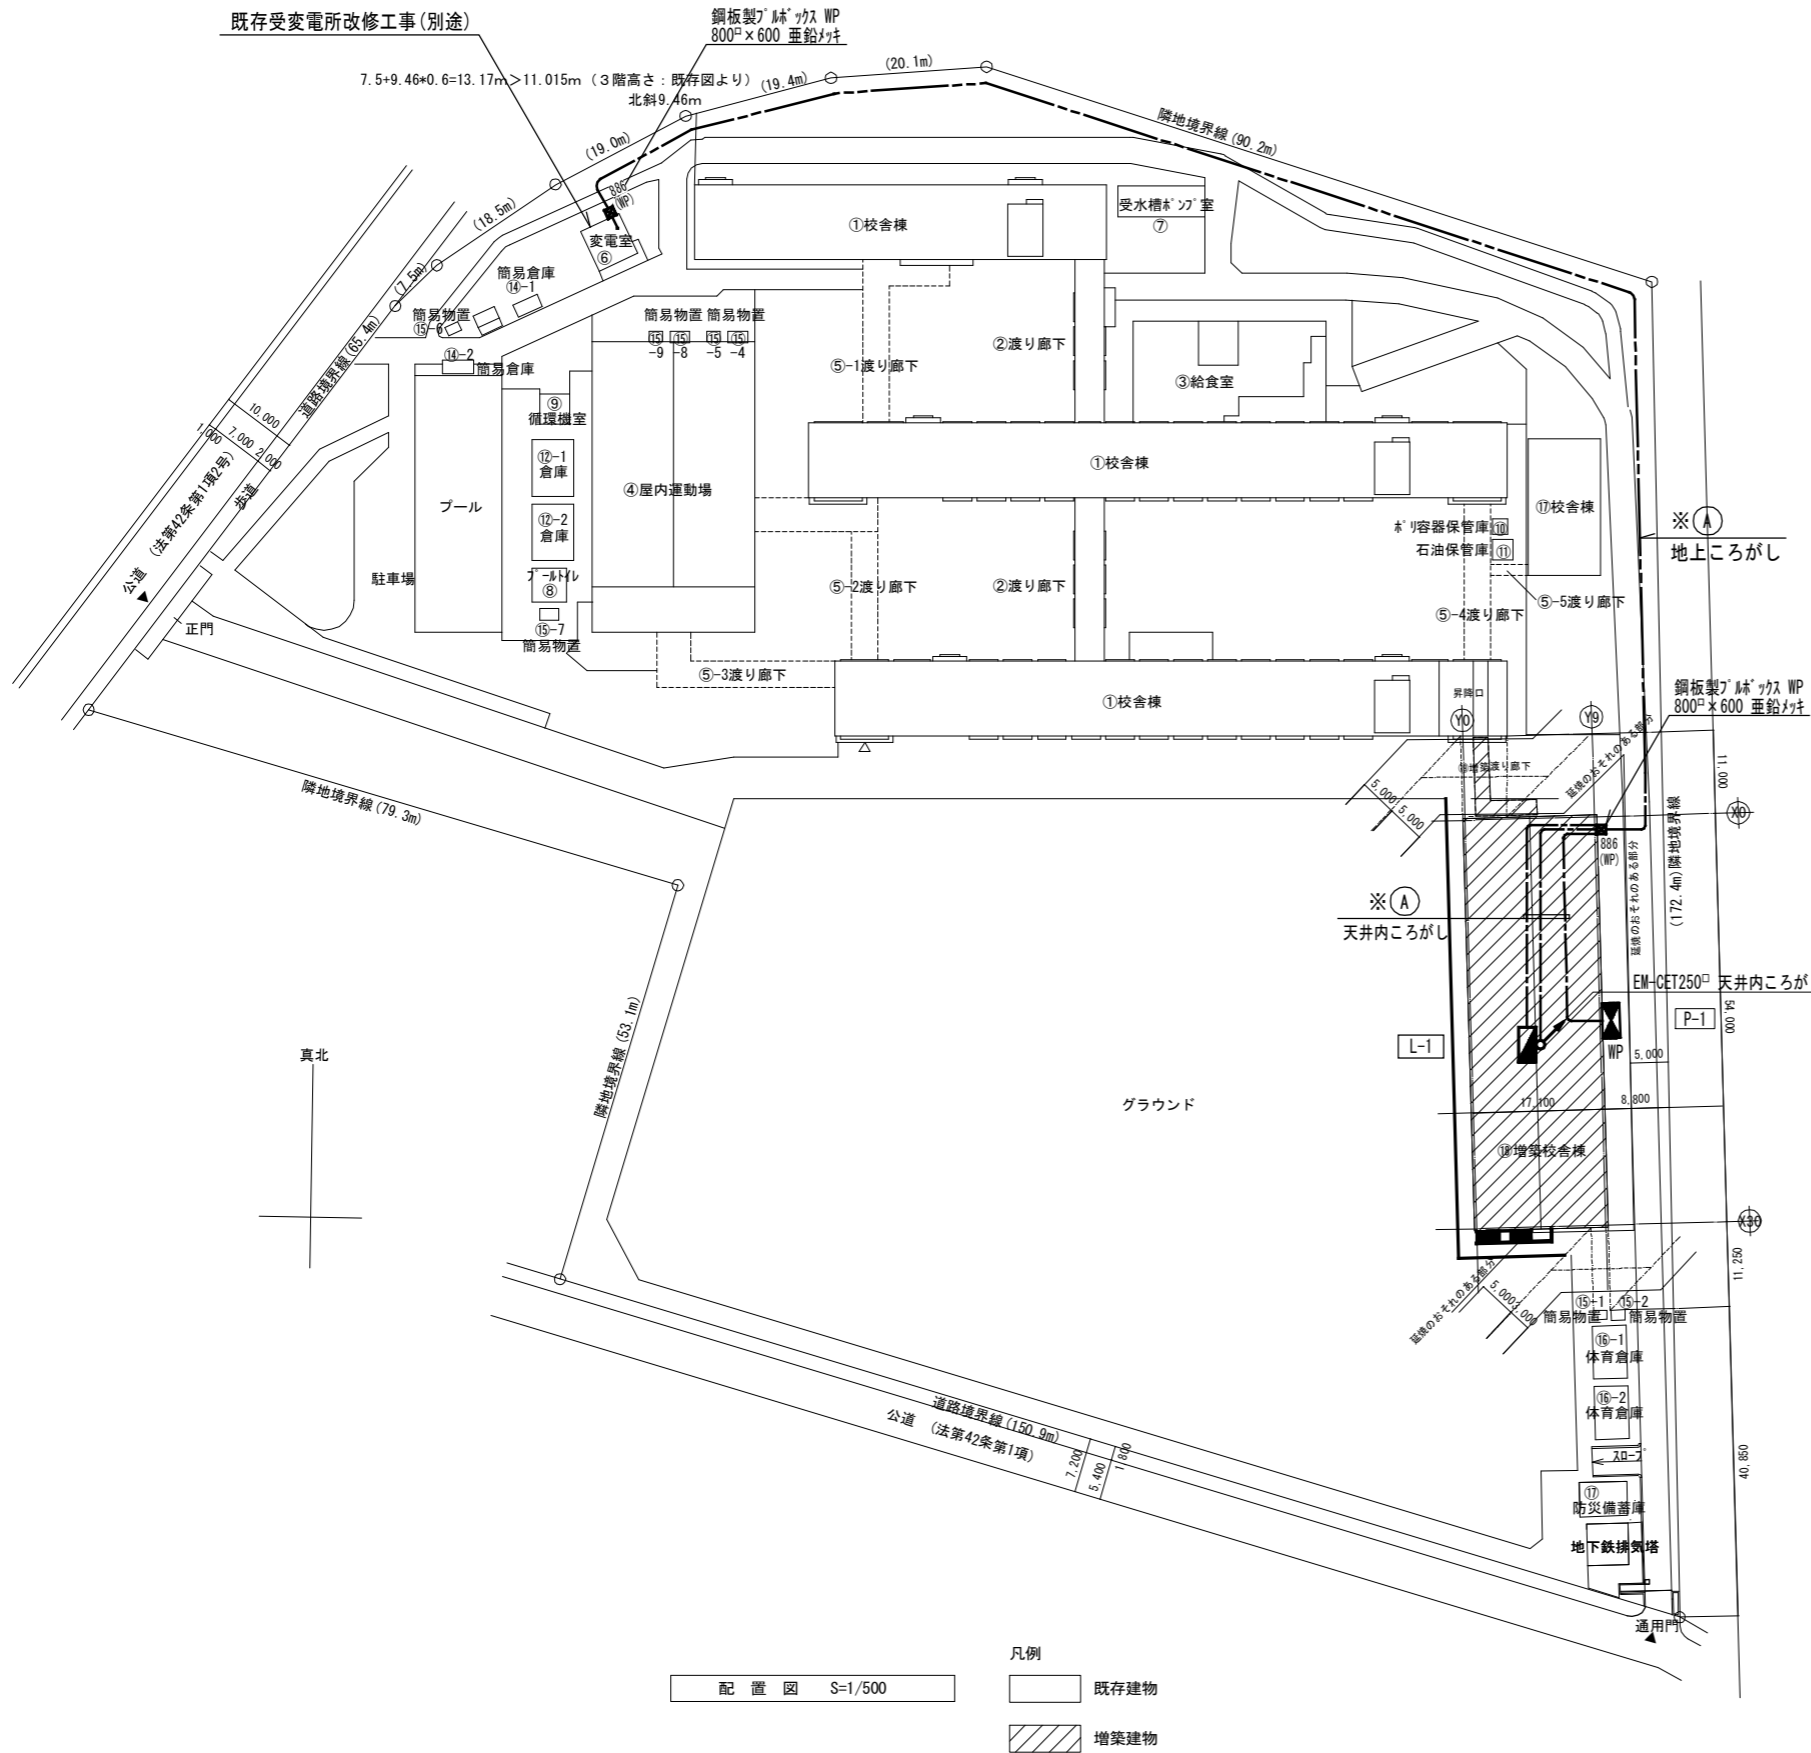 既存受変電所改修工事(別途)
鋼板製プルボックス WP
800□×600 亜鉛メッキ
7.5+9.46*0.6=13.17m>11.015m (3階高さ:既存図より)
北斜9.46m
(19.4m)
(20.1m)
隣地境界線(90.2m)
(19.0m)
(18.5m)
(7.5m)
886
(WP)
変電室
⑥
①校舎棟
受水槽ポンプ室
⑦
簡易倉庫
⑭-1
簡易物置
⑮-6
⑭-2
簡易倉庫
簡易物置 簡易物置
⑮ ⑮ ⑮ ⑮
-9 -8 -5 -4
道路境界線(65.4m)
10,000
1,000
7,000
2,000
公道 (法第42条第1項2号)
歩道
②渡り廊下
⑤-1渡り廊下
③給食室
⑨
循環機室
⑫-1
倉庫
⑫-2
倉庫
プール
④屋内運動場
①校舎棟
⑰校舎棟
ポリ容器保管庫⑩
石油保管庫⑪
※Ⓐ
地上ころがし
駐車場
プールトイレ
⑧
⑮-7
簡易物置
正門
⑤-2渡り廊下
②渡り廊下
⑤-4渡り廊下
⑤-5渡り廊下
⑤-3渡り廊下
①校舎棟
昇降口
鋼板製プルボックス WP
800□×600 亜鉛メッキ
Y0
Y9
増築渡り廊下
延焼のおそれのある部分
5,000
5,000
11,000
X0
隣地境界線(79.3m)
886
(WP)
延焼のおそれのある部分
(172.4m)隣地境界線
※Ⓐ
天井内ころがし
EM-CET250□ 天井内ころが
P-1
54,000
L-1
WP
5,000
真北
隣地境界線(53.1m)
グラウンド
17,100
8,800
⑱増築校舎棟
X30
11,250
延焼のおそれのある部分
5,000
3,000
⑮-1 ⑮-2
簡易物置 簡易物置
⑯-1
体育倉庫
⑯-2
体育倉庫
スロープ
⑰
防災備蓄庫
地下鉄排気塔
40,850
道路境界線(150.9m)
公道 (法第42条第1項)
7,200
5,400
1,800
通用門
凡例
配 置 図 S=1/500
既存建物
増築建物